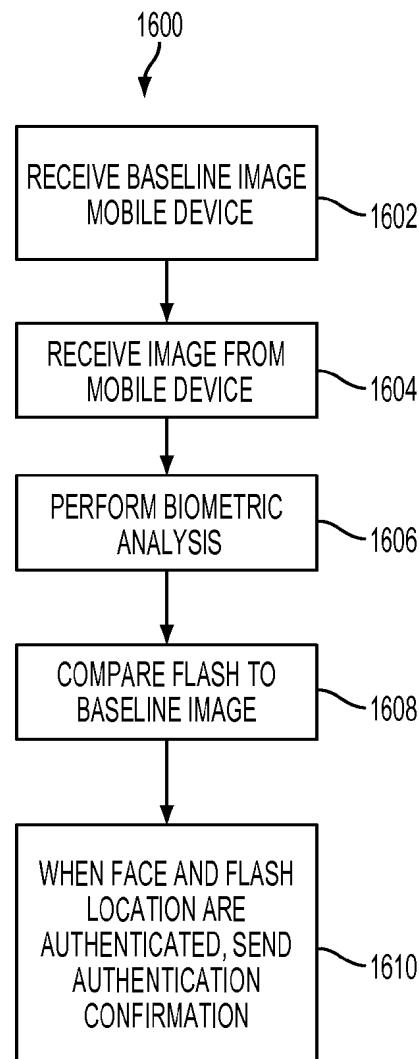 1600
RECEIVE BASELINE IMAGE
MOBILE DEVICE
1602
RECEIVE IMAGE FROM
MOBILE DEVICE
1604
PERFORM BIOMETRIC
ANALYSIS
1606
COMPARE FLASH TO
BASELINE IMAGE
1608
WHEN FACE AND FLASH
LOCATION ARE
AUTHENTICATED, SEND
AUTHENTICATION
CONFIRMATION
1610